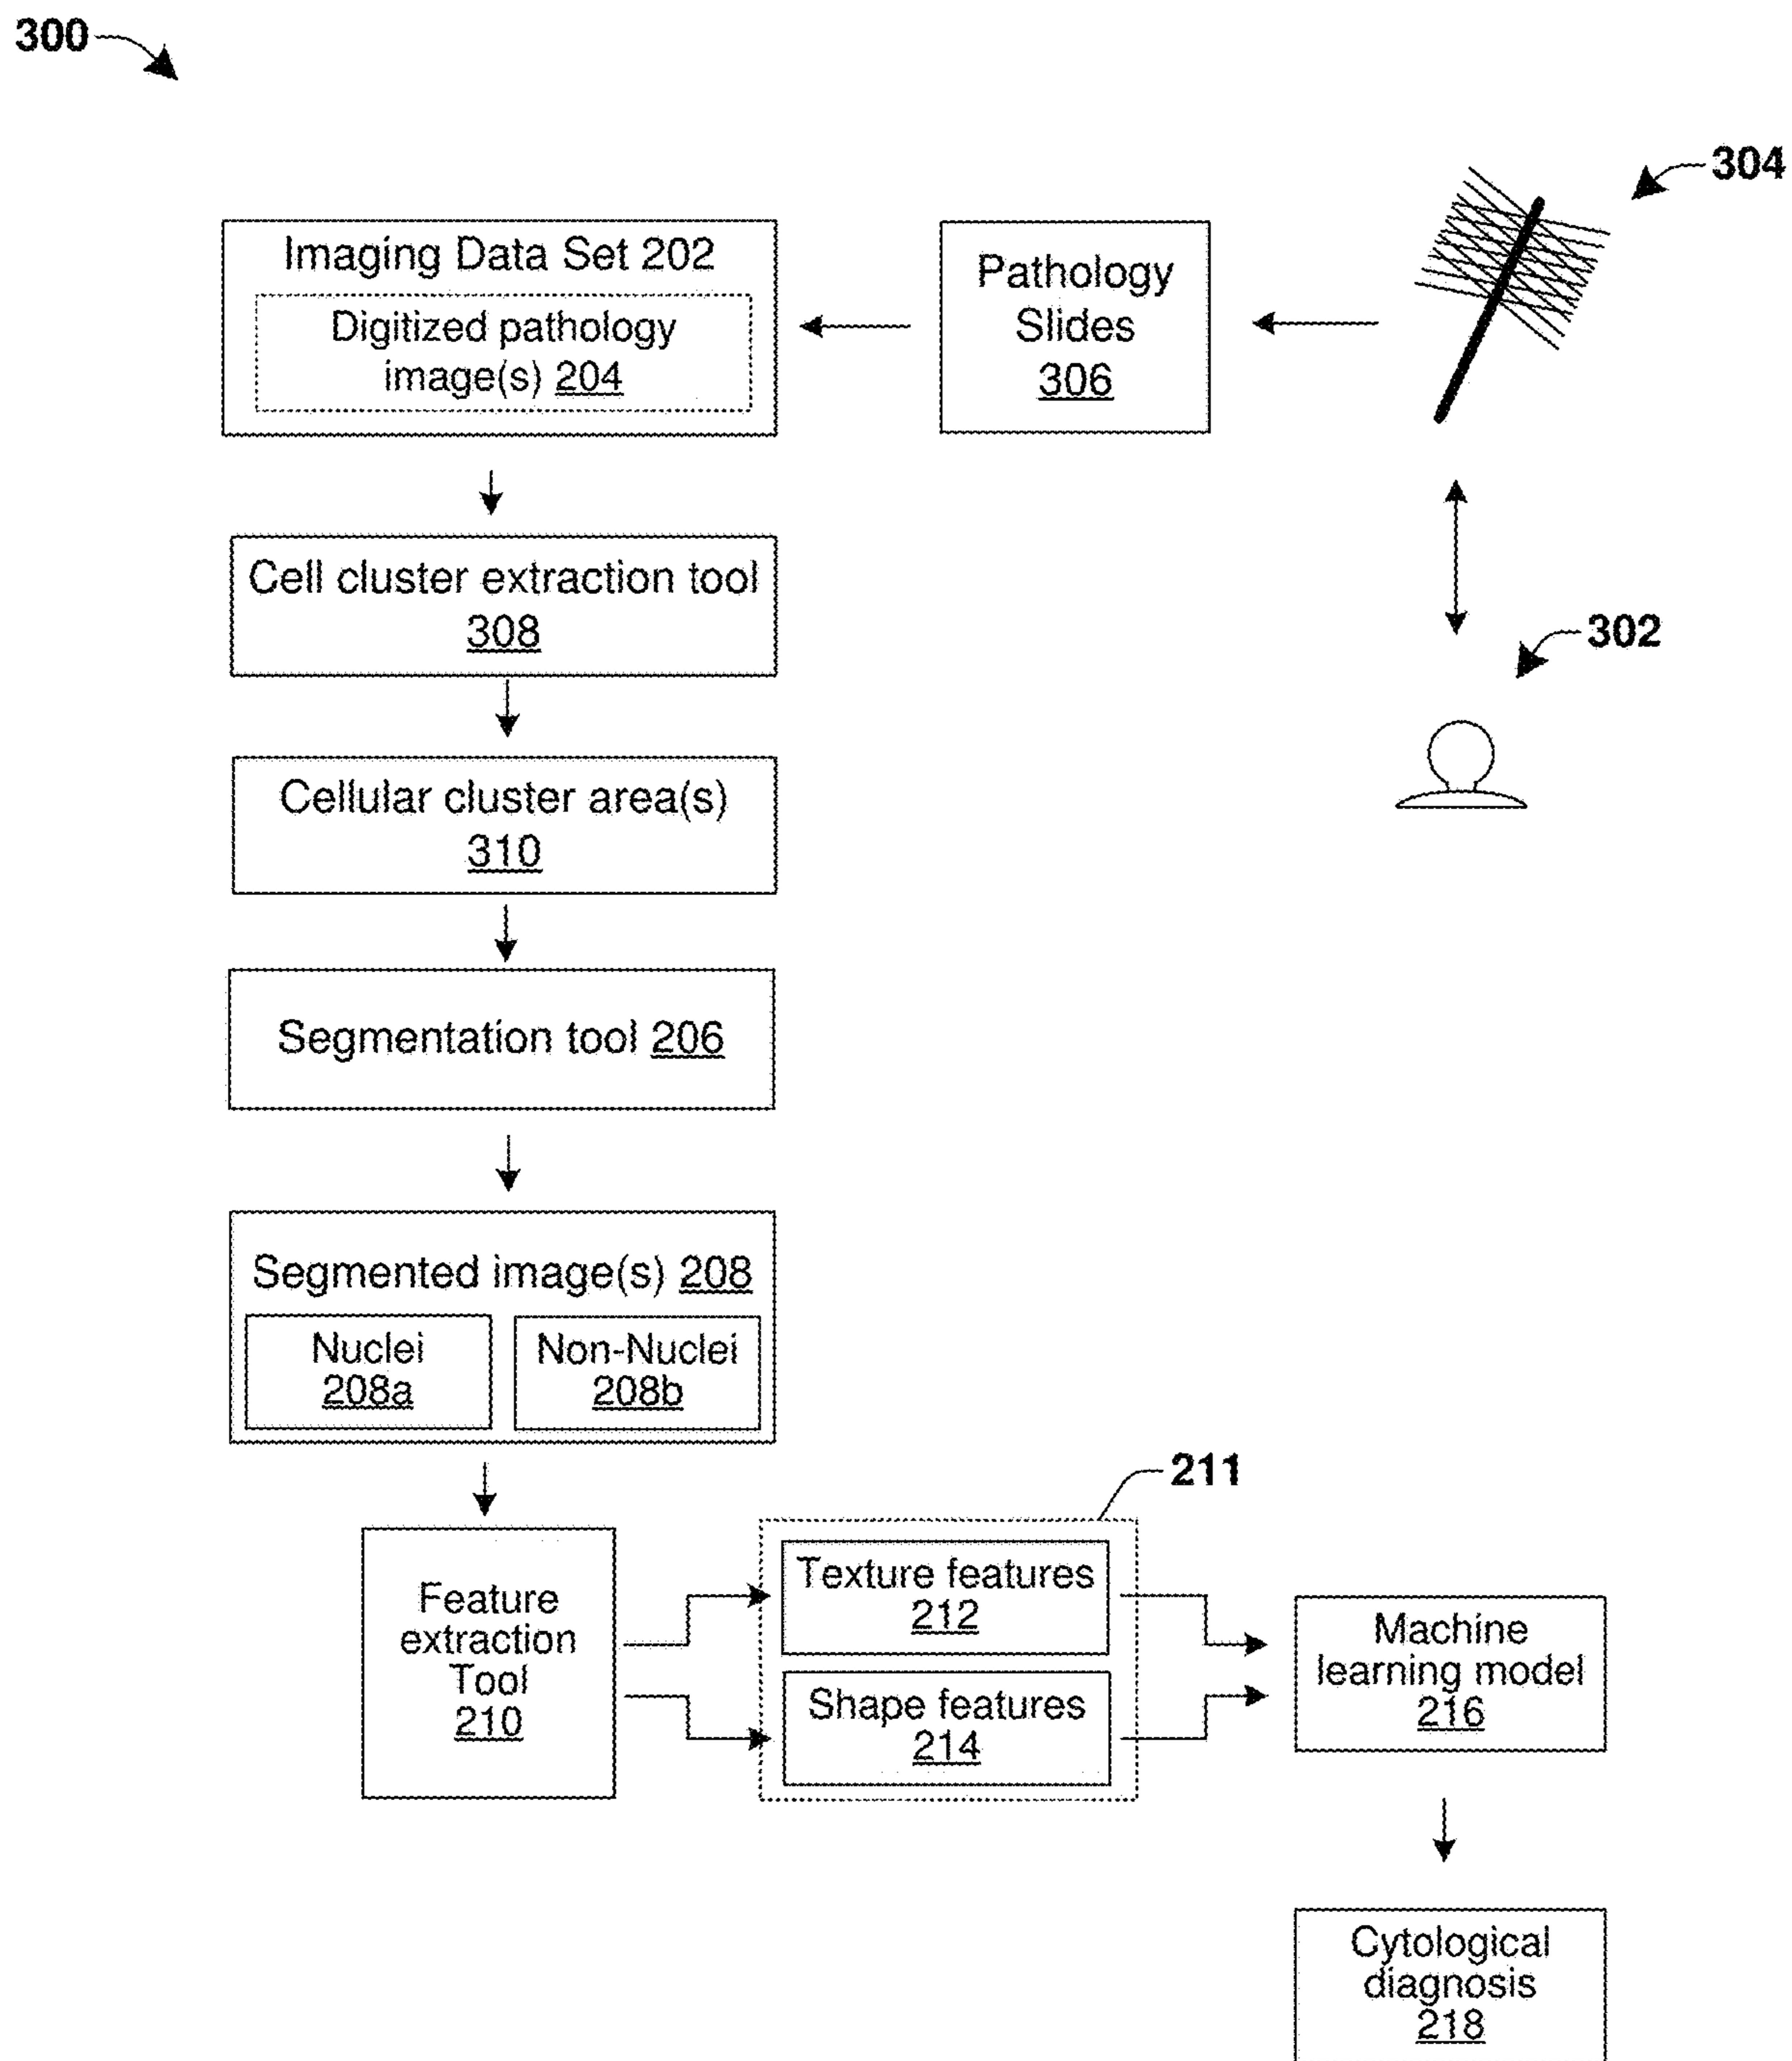 300
304
Imaging Data Set 202
Digitized pathology
image(s) 204
Pathology
Slides
306
Cell cluster extraction tool
308
302
Cellular cluster area(s)
310
Segmentation tool 206
Segmented image(s) 208
Nuclei
208a
Non-Nuclei
208b
211
Feature
extraction
Tool
210
Texture features
212
Shape features
214
Machine
learning model
216
Cytological
diagnosis
218